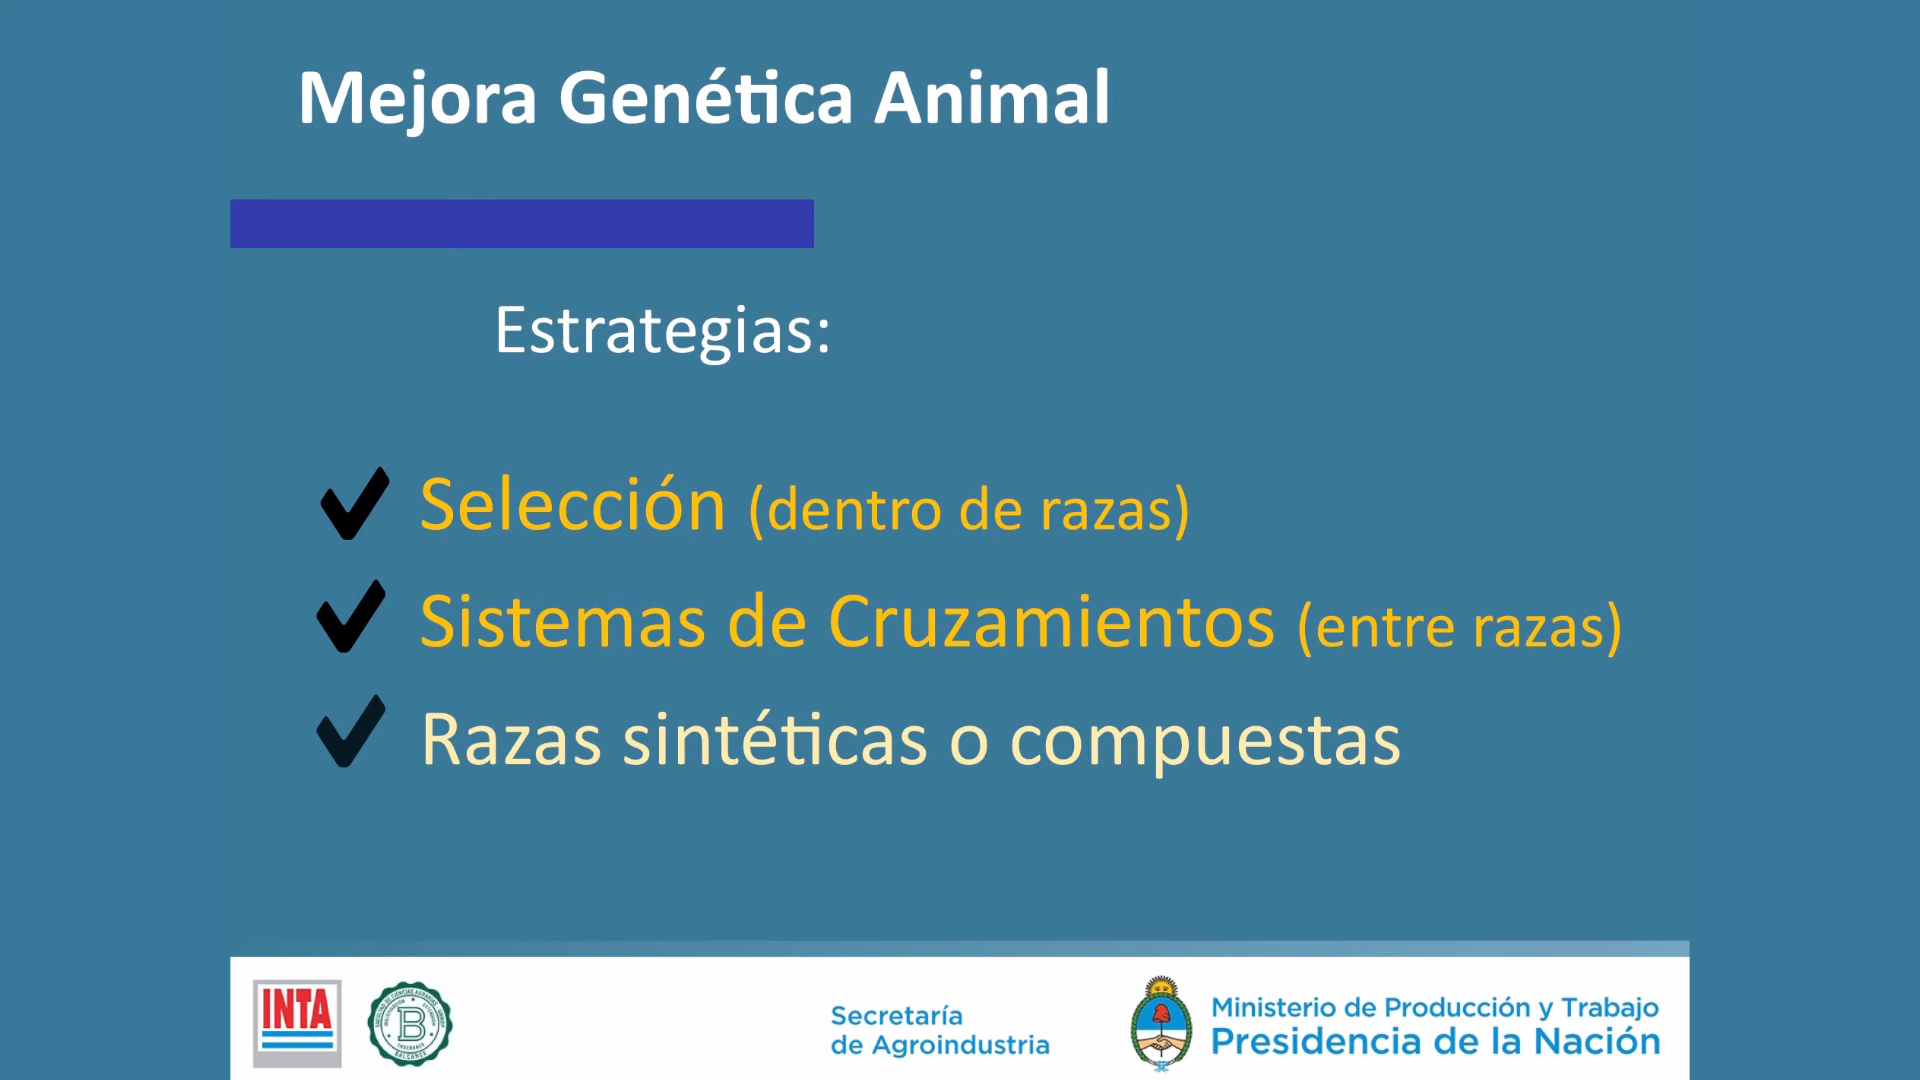 Mejora Genética Animal
Estrategias:
Selección (dentro de razas)
Sistemas de Cruzamientos (entre razas)
Razas sintéticas o compuestas
INTA
B
BALCARCE
Secretaría
de Agroindustria
Ministerio de Producción y Trabajo
Presidencia de la Nación